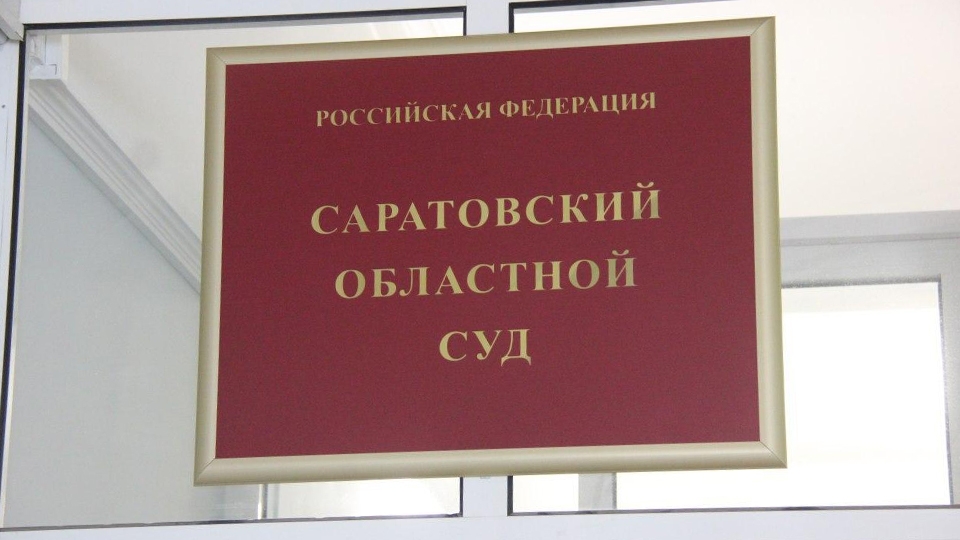 РОССИЙСКАЯ ФЕДЕРАЦИЯ
САРАТОВСКИЙ
ОБЛАСТНОЙ
СУД